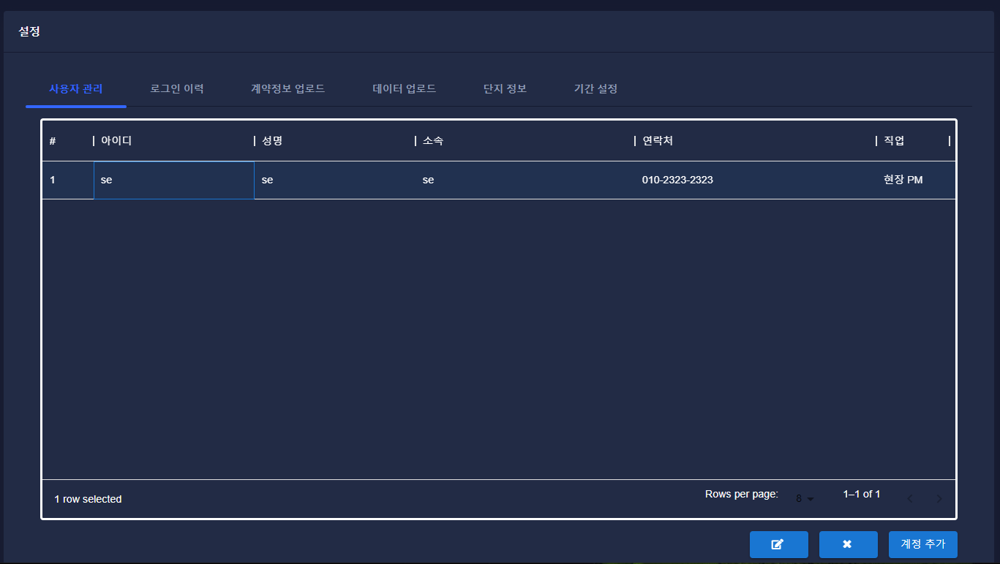 설정
사용자 관리 로그인 이력 계약정보 업로드 데이터 업로드 단지 정보 기간 설정
# 아이디 성명 소속 연락처 직업
1 se se se 010-2323-2323 현장 PM
1 row selected Rows per page: 8 1–1 of 1
계정 추가